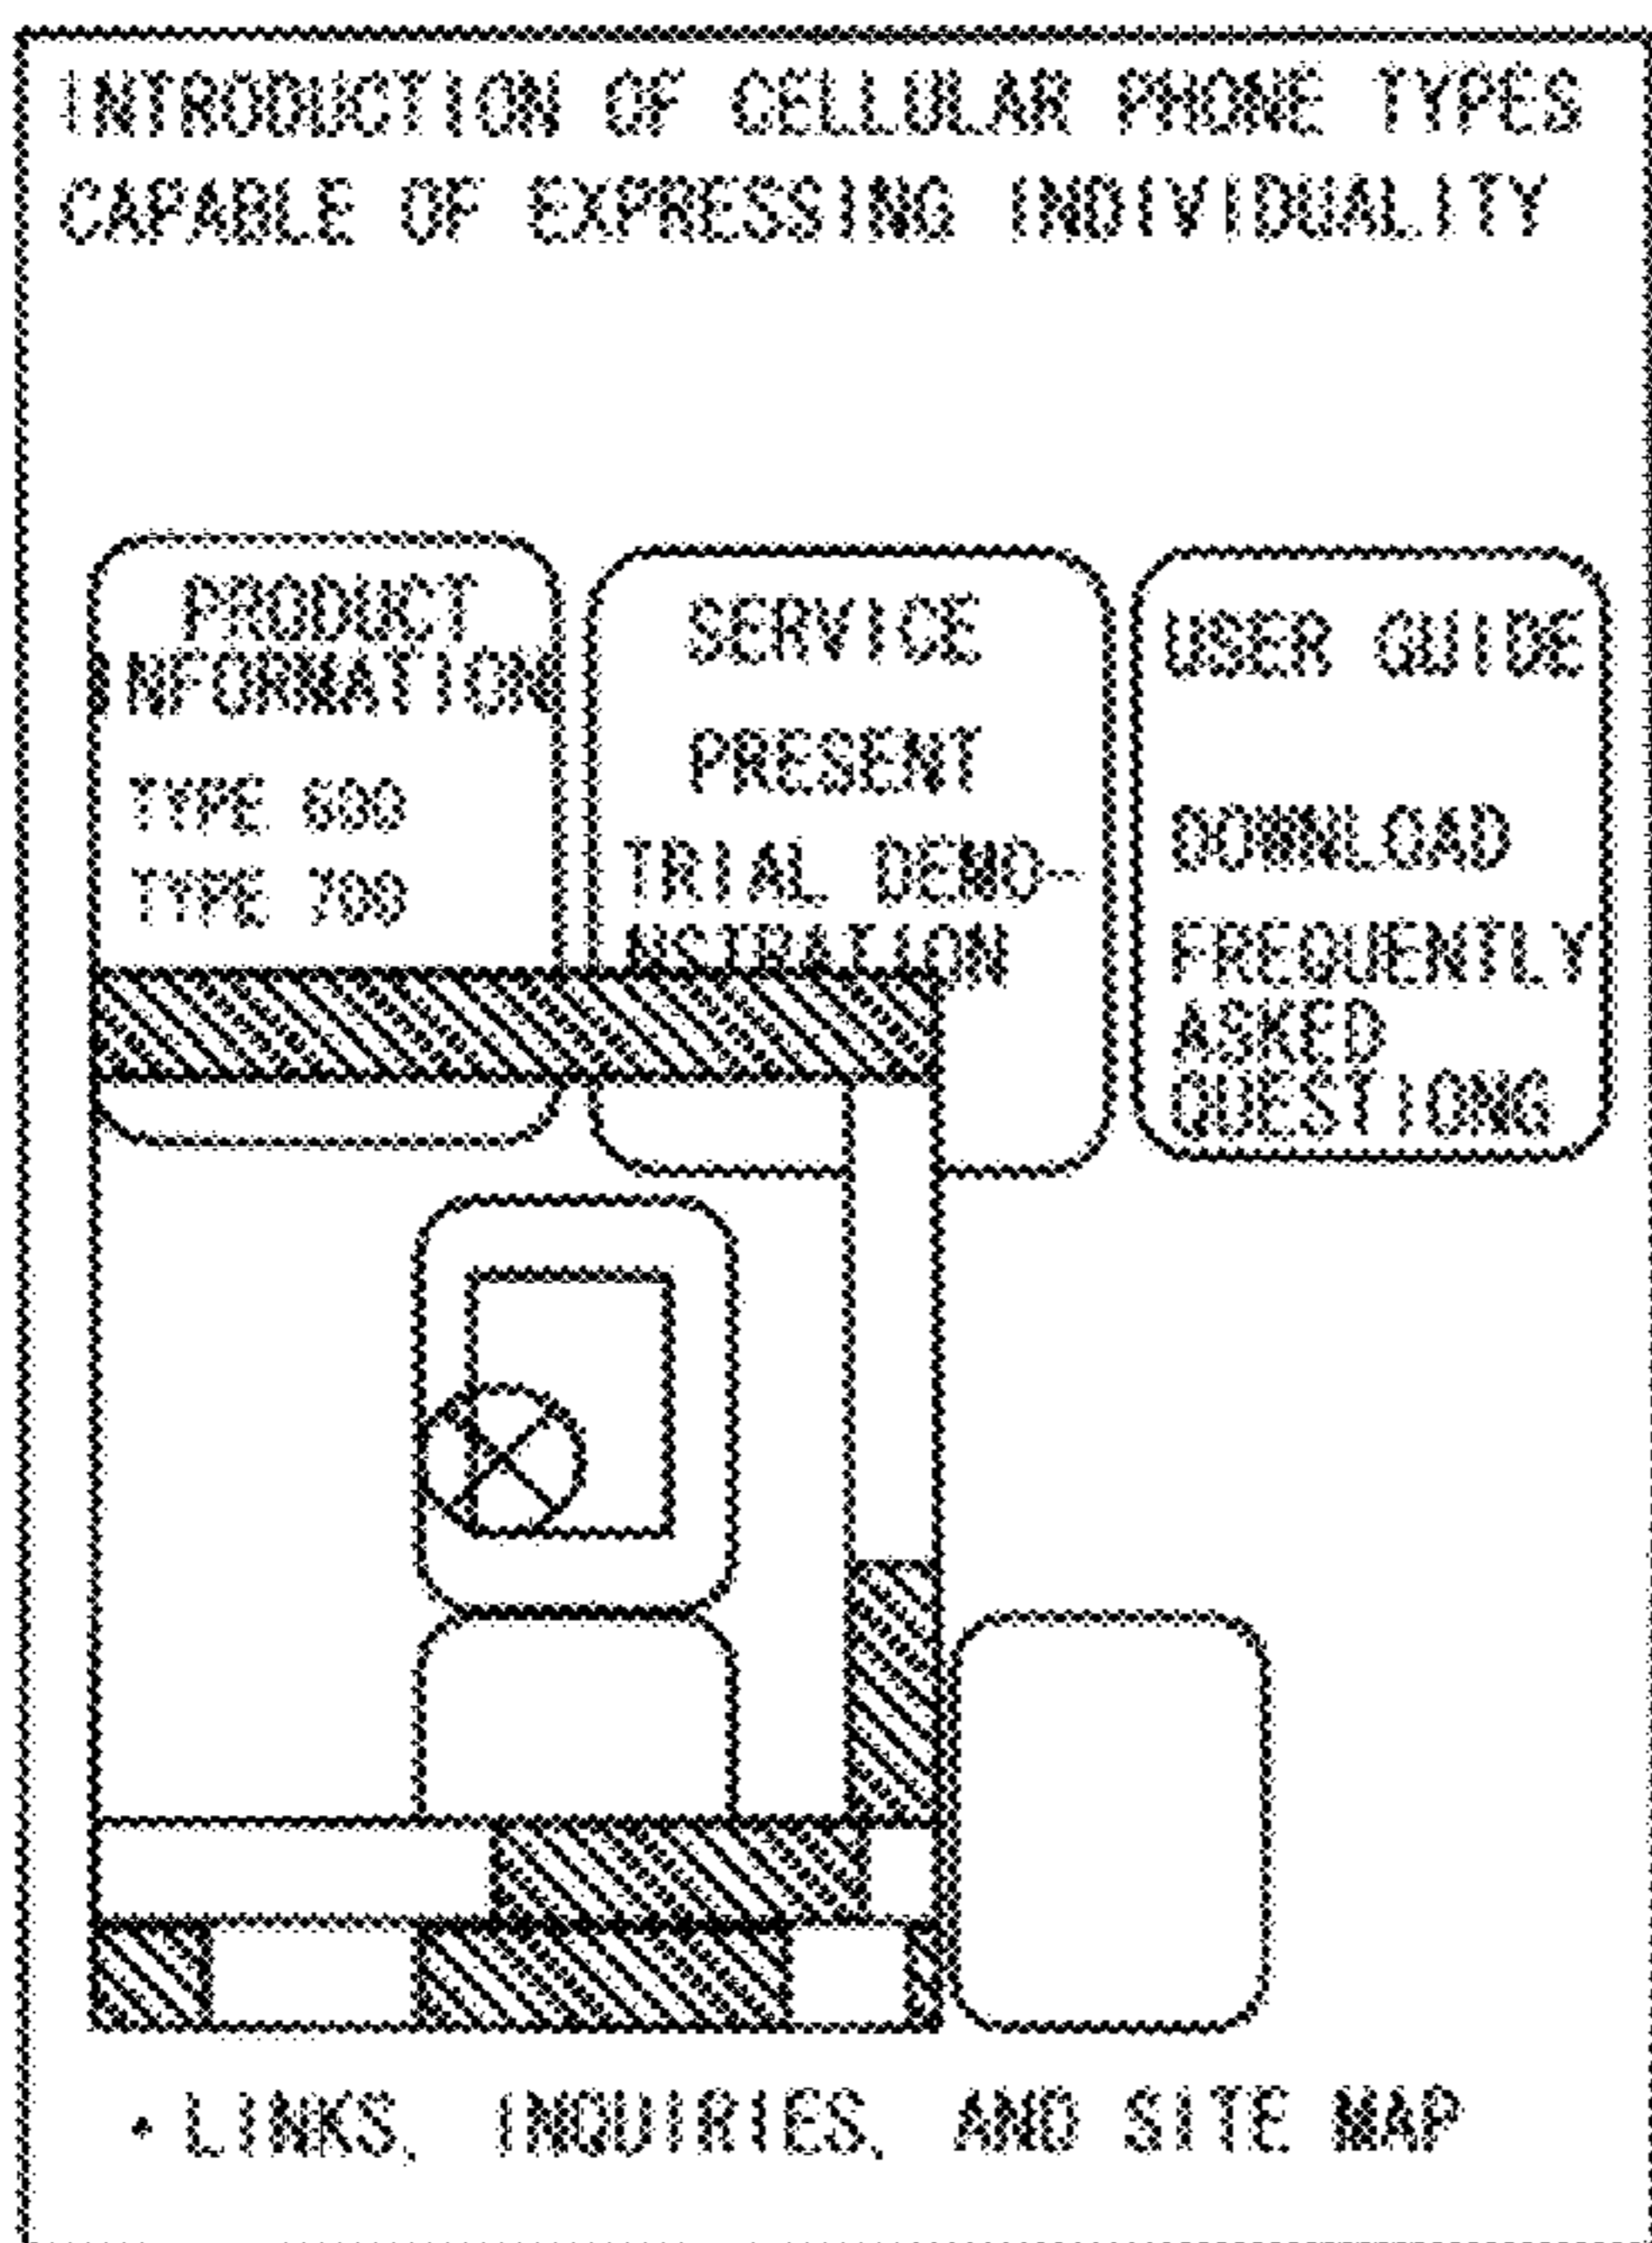 INTRODUCTION OF CELLULAR PHONE TYPES
CAPABLE OF EXPRESSING INDIVIDUALITY
PRODUCT
INFORMATION
TYPE 600
TYPE 700
SERVICE
PRESENT
TRIAL DEMO-
NSTRATION
USER GUIDE
DOWNLOAD
FREQUENTLY
ASKED
QUESTIONG
• LINKS, INQUIRIES, AND SITE MAP